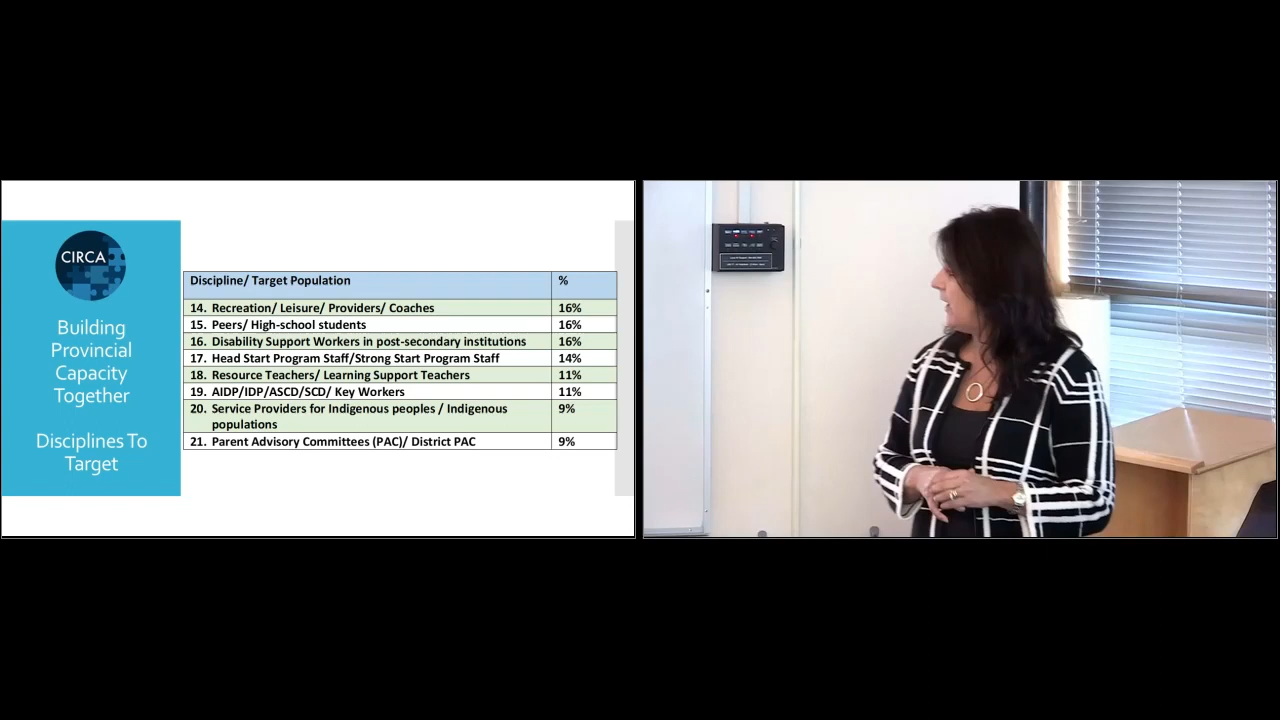 CIRCA
Building
Provincial
Capacity
Together
Disciplines To
Target
Discipline/ Target Population %
14. Recreation/ Leisure/ Providers/ Coaches 16%
15. Peers/ High-school students 16%
16. Disability Support Workers in post-secondary institutions 16%
17. Head Start Program Staff/Strong Start Program Staff 14%
18. Resource Teachers/ Learning Support Teachers 11%
19. AIDP/IDP/ASCD/SCD/ Key Workers 11%
20. Service Providers for Indigenous peoples / Indigenous 9%
populations
21. Parent Advisory Committees (PAC)/ District PAC 9%